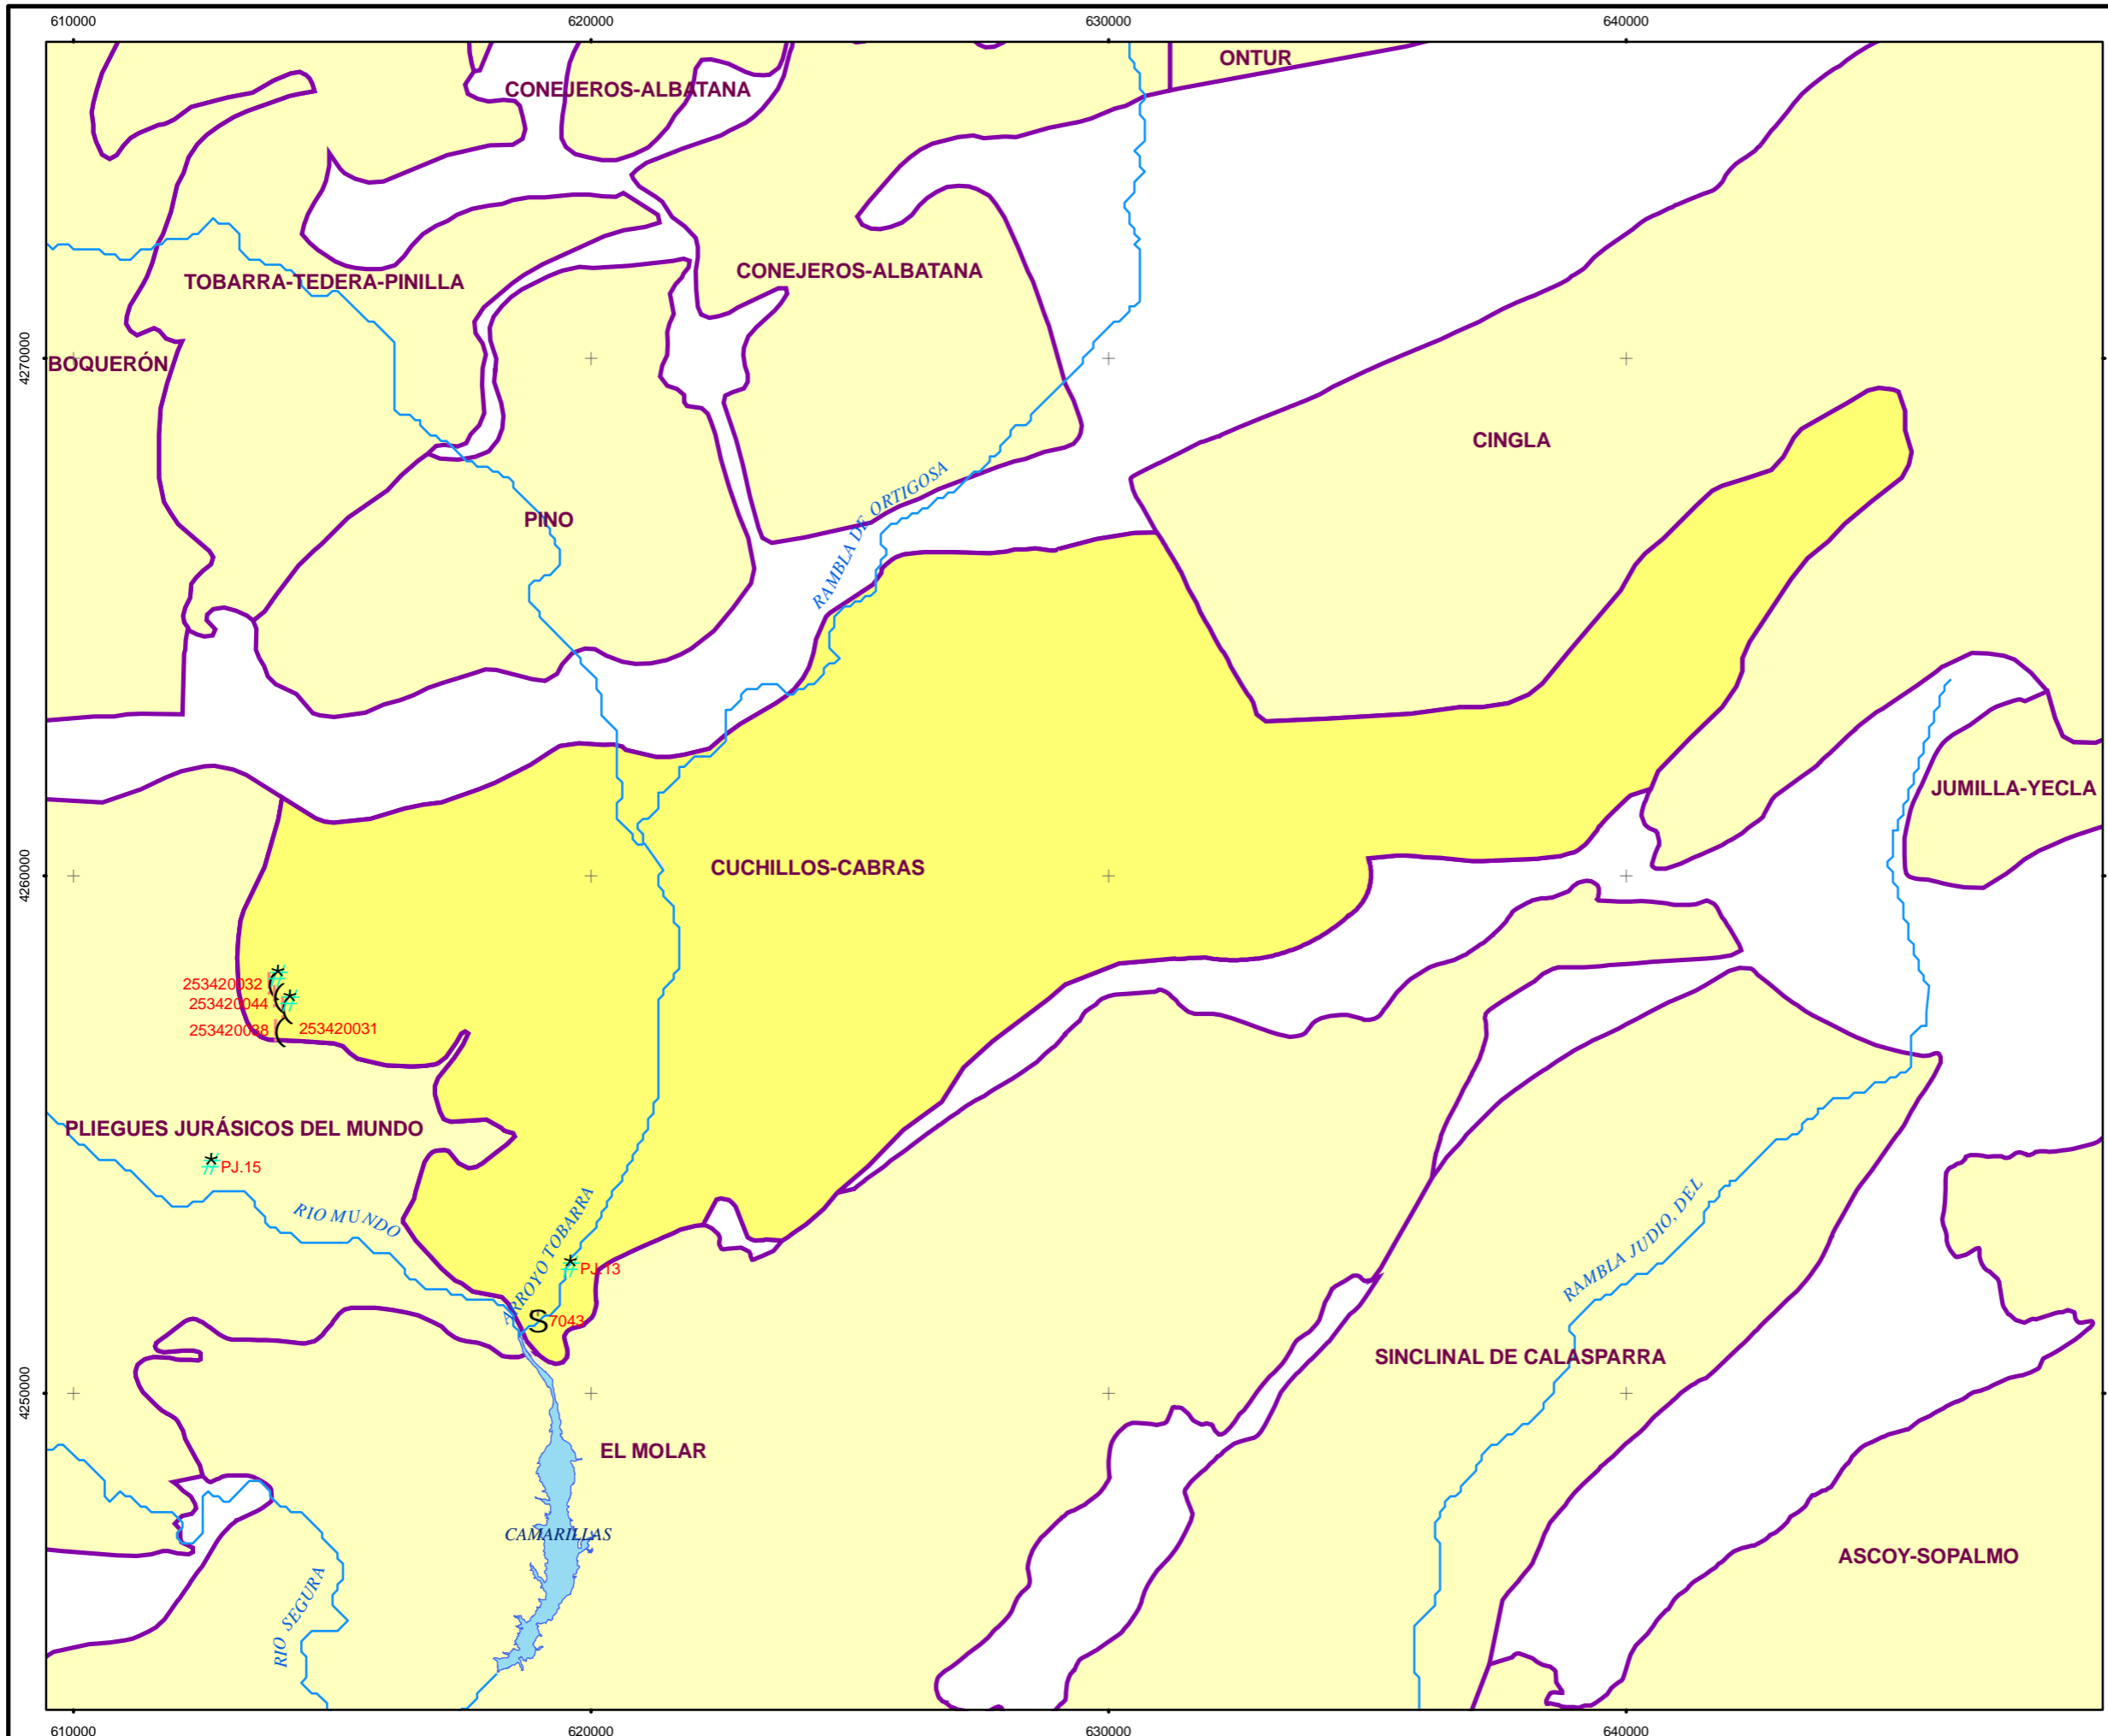 610000 620000 630000 640000
ONTUR
CONEJEROS-ALBATANA
CONEJEROS-ALBATANA
TOBARRA-TEDERA-PINILLA
4270000
BOQUERÓN
CINGLA
RAMBLA DE ORTIGOSA
PINO
JUMILLA-YECLA
4260000
CUCHILLOS-CABRAS
253420032
253420044
253420038 253420031
PLIEGUES JURÁSICOS DEL MUNDO
PJ.15
RIO MUNDO
ARROYO TOBARRA
RAMBLA JUDIO, DEL
PJ.13
S 7043
SINCLINAL DE CALASPARRA
4250000
EL MOLAR
CAMARILLAS
ASCOY-SOPALMO
RIO SEGURA
610000 620000 630000 640000